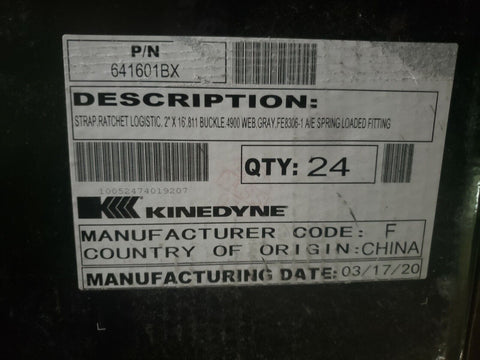 P/N
641601BX
DESCRIPTION:
STRAP,RATCHET LOGISTIC, 2" X 16',811 BUCKLE,4900 WEB,GRAY,FE8306-1 A/E SPRING LOADED FITTING
QTY: 24
10052474019207
KINEDYNE
MANUFACTURER CODE: F
COUNTRY OF ORIGIN:CHINA
MANUFACTURING DATE: 03/17/20